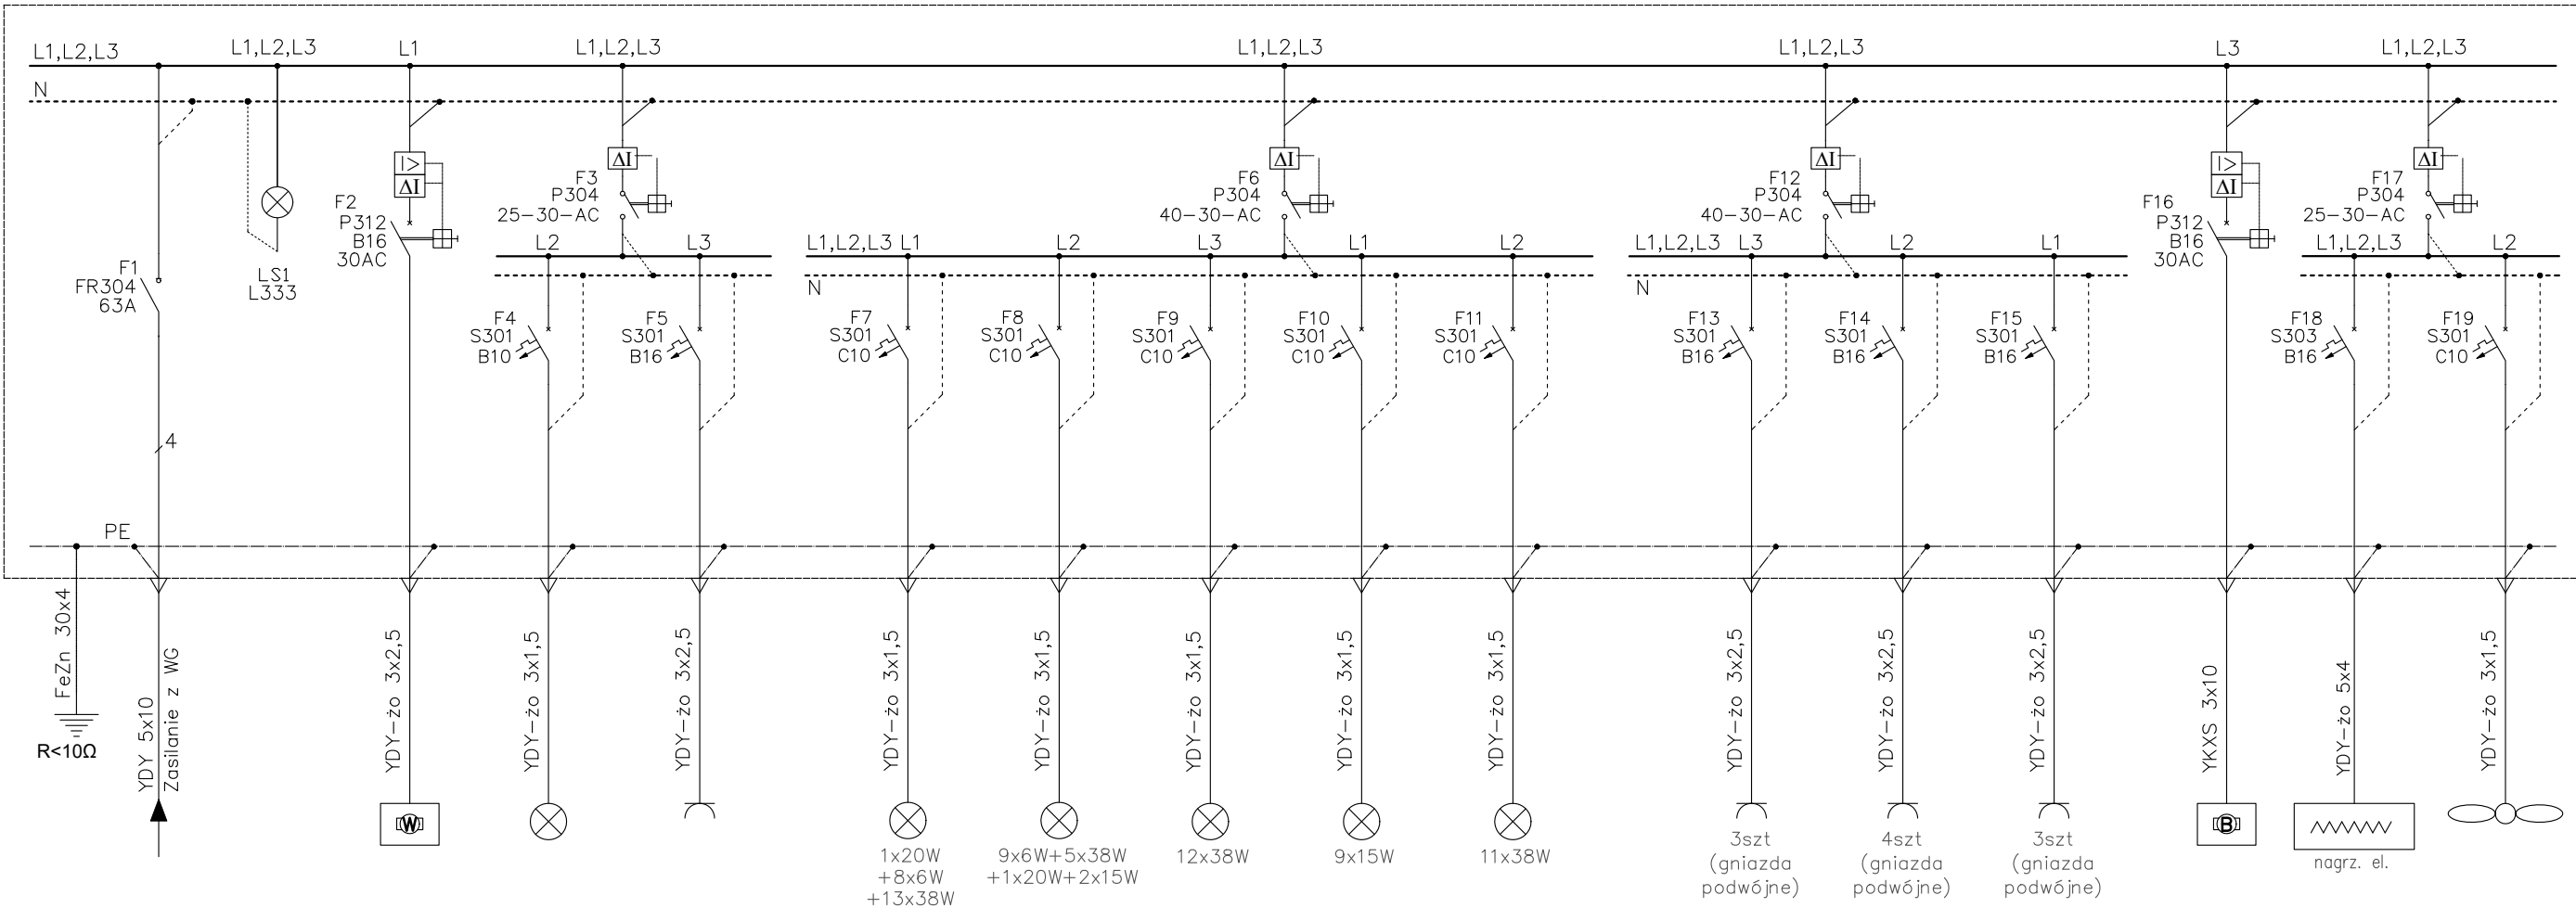 L1,L2,L3
L1,L2,L3
L1
L1,L2,L3
L1,L2,L3
L1,L2,L3
L3
L1,L2,L3
N
F1
FR304
63A
4
LS1
L333
I>
ΔI
F2
P312
B16
30AC
ΔI
F3
P304
25-30-AC
L2
L3
F4
S301
B10
F5
S301
B16
ΔI
F6
P304
40-30-AC
L1,L2,L3
L1
L2
L3
L1
L2
N
F7
S301
C10
F8
S301
C10
F9
S301
C10
F10
S301
C10
F11
S301
C10
ΔI
F12
P304
40-30-AC
L1,L2,L3
L3
L2
L1
N
F13
S301
B16
F14
S301
B16
F15
S301
B16
I>
ΔI
F16
P312
B16
30AC
ΔI
F17
P304
25-30-AC
L1,L2,L3
L2
F18
S303
B16
F19
S301
C10
PE
FeZn 30x4
R<10Ω
YDY 5x10
Zasilanie z WG
YDY-żo 3x2,5
YDY-żo 3x1,5
YDY-żo 3x2,5
YDY-żo 3x1,5
YDY-żo 3x1,5
YDY-żo 3x1,5
YDY-żo 3x1,5
YDY-żo 3x1,5
YDY-żo 3x2,5
YDY-żo 3x2,5
YDY-żo 3x2,5
YKXS 3x10
YDY-żo 5x4
YDY-żo 3x1,5
W
1x20W
+8x6W
+13x38W
9x6W+5x38W
+1x20W+2x15W
12x38W
9x15W
11x38W
3szt
(gniazda
podwójne)
4szt
(gniazda
podwójne)
3szt
(gniazda
podwójne)
B
nagrz. el.